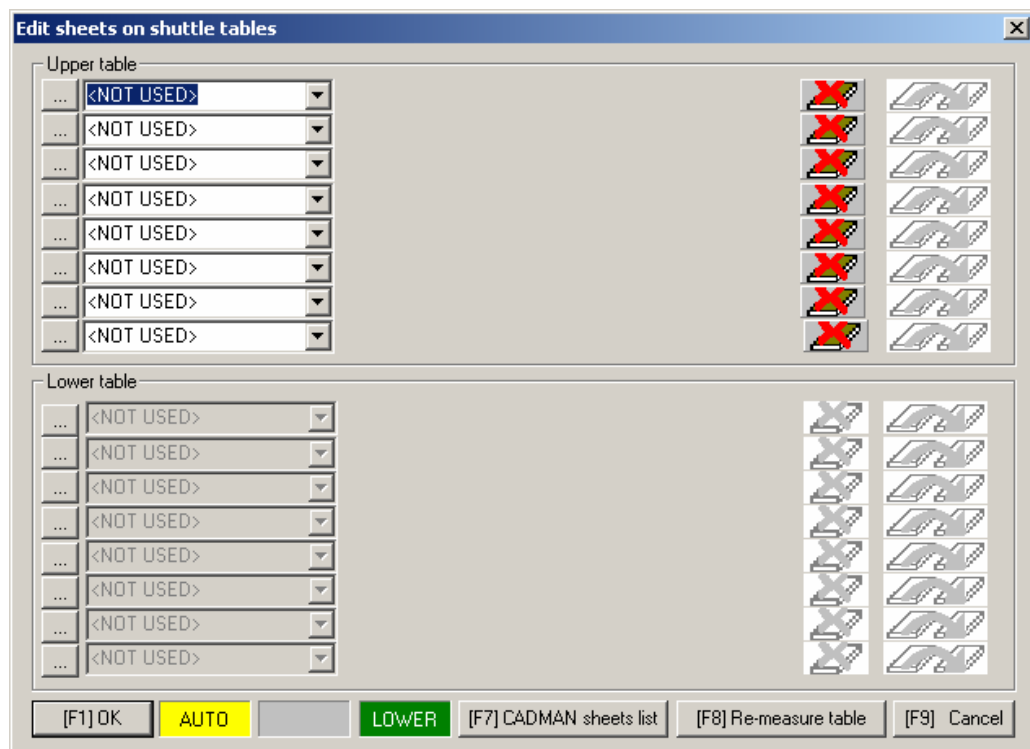 Edit sheets on shuttle tables
Upper table
... <NOT USED>
... <NOT USED>
... <NOT USED>
... <NOT USED>
... <NOT USED>
... <NOT USED>
... <NOT USED>
... <NOT USED>
Lower table
... <NOT USED>
... <NOT USED>
... <NOT USED>
... <NOT USED>
... <NOT USED>
... <NOT USED>
... <NOT USED>
... <NOT USED>
[F1] OK AUTO LOWER [F7] CADMAN sheets list [F8] Re-measure table [F9] Cancel